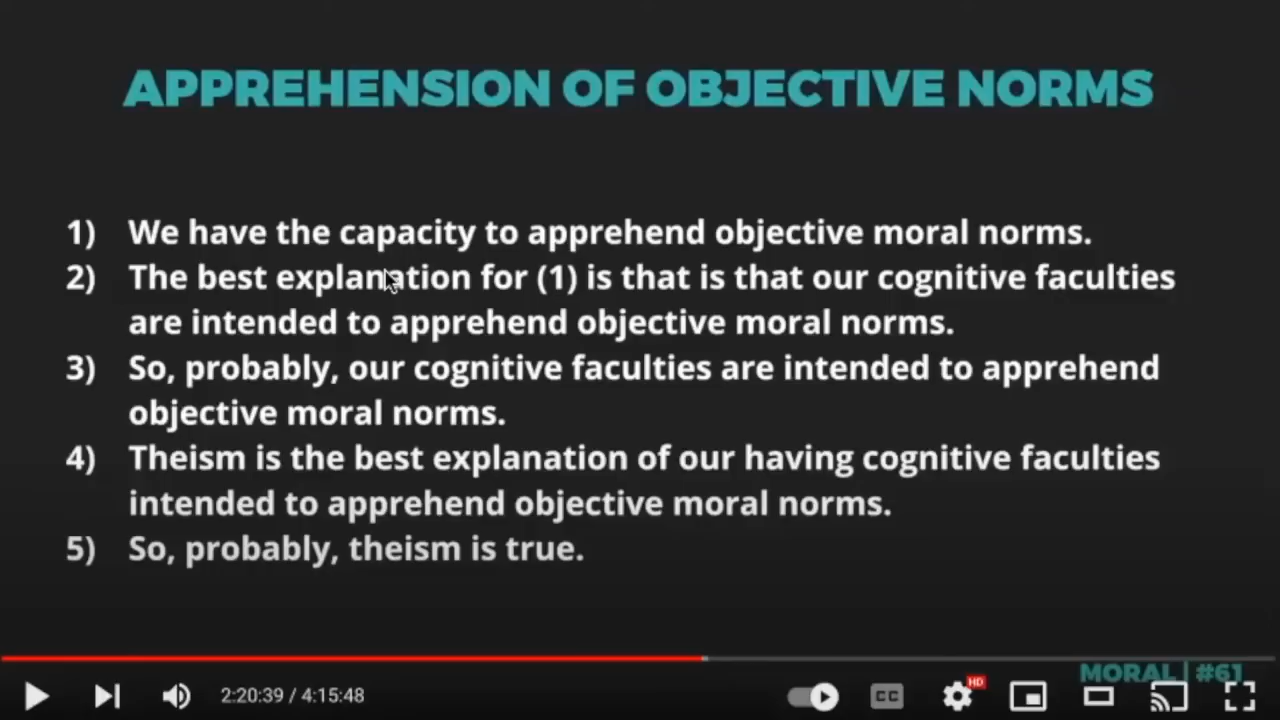 APPREHENSION OF OBJECTIVE NORMS
1) We have the capacity to apprehend objective moral norms.
2) The best explanation for (1) is that is that our cognitive faculties
are intended to apprehend objective moral norms.
3) So, probably, our cognitive faculties are intended to apprehend
objective moral norms.
4) Theism is the best explanation of our having cognitive faculties
intended to apprehend objective moral norms.
5) So, probably, theism is true.
MORAL | #61
2:20:39 / 4:15:48
CC
HD